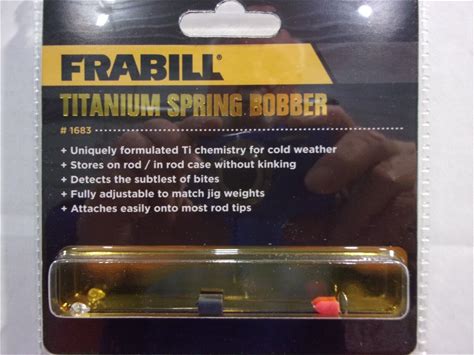 FRABILL®
TITANIUM SPRING BOBBER
# 1683
+ Uniquely formulated Ti chemistry for cold weather
+ Stores on rod / in rod case without kinking
+ Detects the subtlest of bites
+ Fully adjustable to match jig weights
+ Attaches easily onto most rod tips